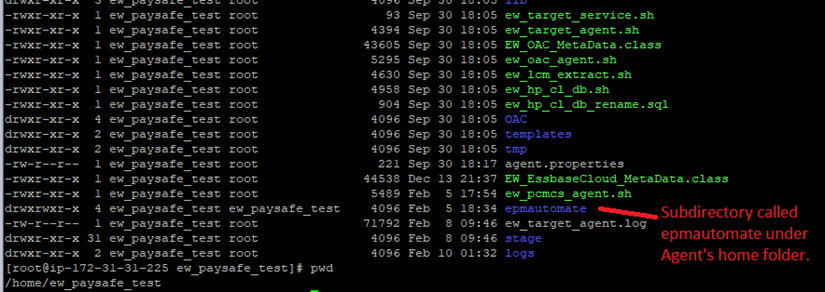 drwxr-xr-x 3 ew_paysafe_test root 4096 Sep 30 18:05 lib
-rwxr-xr-x 1 ew_paysafe_test root 93 Sep 30 18:05 ew_target_service.sh
-rwxr-xr-x 1 ew_paysafe_test root 4394 Sep 30 18:05 ew_target_agent.sh
-rwxr-xr-x 1 ew_paysafe_test root 43605 Sep 30 18:05 EW_OAC_MetaData.class
-rwxr-xr-x 1 ew_paysafe_test root 5295 Sep 30 18:05 ew_oac_agent.sh
-rwxr-xr-x 1 ew_paysafe_test root 4630 Sep 30 18:05 ew_lcm_extract.sh
-rwxr-xr-x 1 ew_paysafe_test root 4958 Sep 30 18:05 ew_hp_cl_db.sh
-rwxr-xr-x 1 ew_paysafe_test root 904 Sep 30 18:05 ew_hp_cl_db_rename.sql
drwxr-xr-x 4 ew_paysafe_test root 4096 Sep 30 18:05 OAC
drwxr-xr-x 2 ew_paysafe_test root 4096 Sep 30 18:05 templates
drwxr-xr-x 2 ew_paysafe_test root 4096 Sep 30 18:05 tmp
-rw-r--r-- 1 ew_paysafe_test root 221 Sep 30 18:17 agent.properties
-rwxr-xr-x 1 ew_paysafe_test root 44538 Dec 13 21:37 EW_EssbaseCloud_MetaData.class
-rwxr-xr-x 1 ew_paysafe_test root 5489 Feb 5 17:54 ew_pcmcs_agent.sh
drwxrwxr-x 4 ew_paysafe_test ew_paysafe_test 4096 Feb 5 18:34 epmautomate
-rw-r--r-- 1 ew_paysafe_test root 71792 Feb 8 09:46 ew_target_agent.log
drwxr-xr-x 31 ew_paysafe_test root 4096 Feb 8 09:46 stage
drwxr-xr-x 2 ew_paysafe_test root 4096 Feb 10 01:32 logs
[root@ip-172-31-31-225 ew_paysafe_test]# pwd
/home/ew_paysafe_test
Subdirectory called
epmautomate under
Agent's home folder.